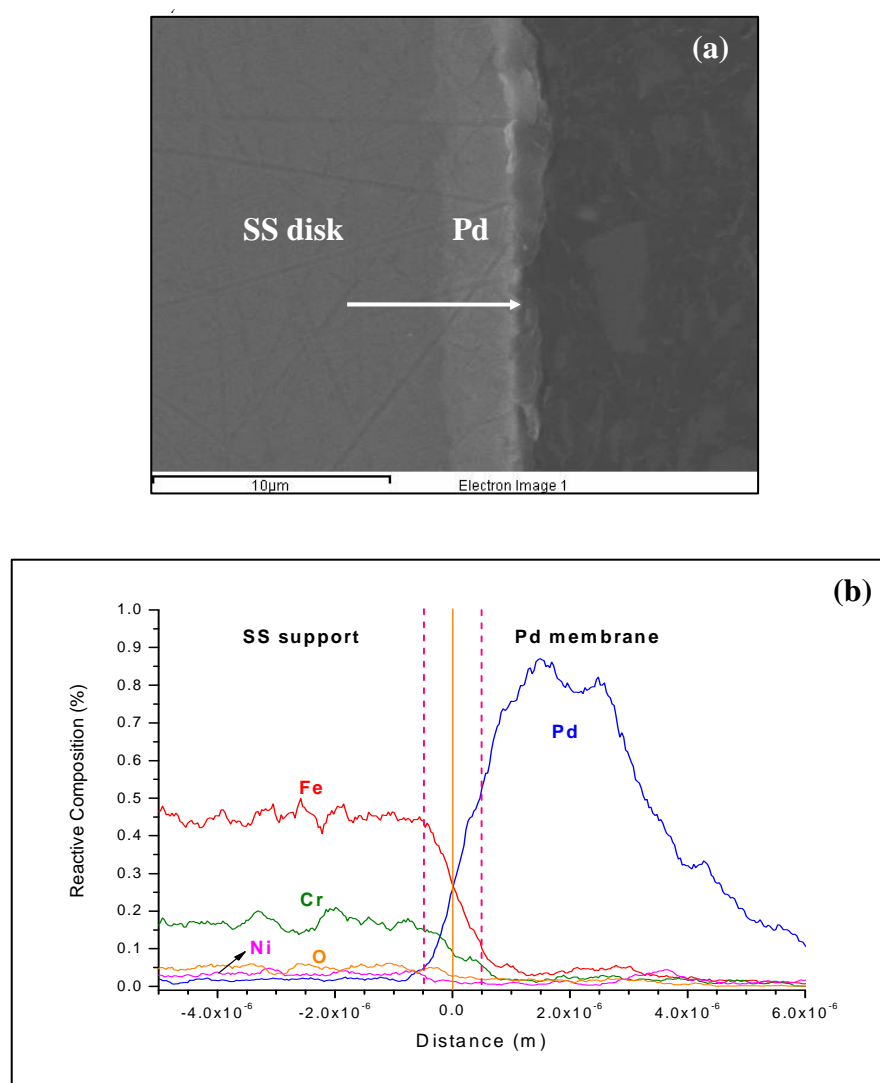 (a)
SS disk
Pd
10μm
Electron Image 1
(b)
SS support
Pd membrane
Pd
Fe
Cr
Ni
O
1.0
0.9
0.8
0.7
0.6
0.5
0.4
0.3
0.2
0.1
0.0
Reactive Composition (%)
-4.0x10⁻⁶
-2.0x10⁻⁶
0.0
2.0x10⁻⁶
4.0x10⁻⁶
6.0x10⁻⁶
Distance (m)